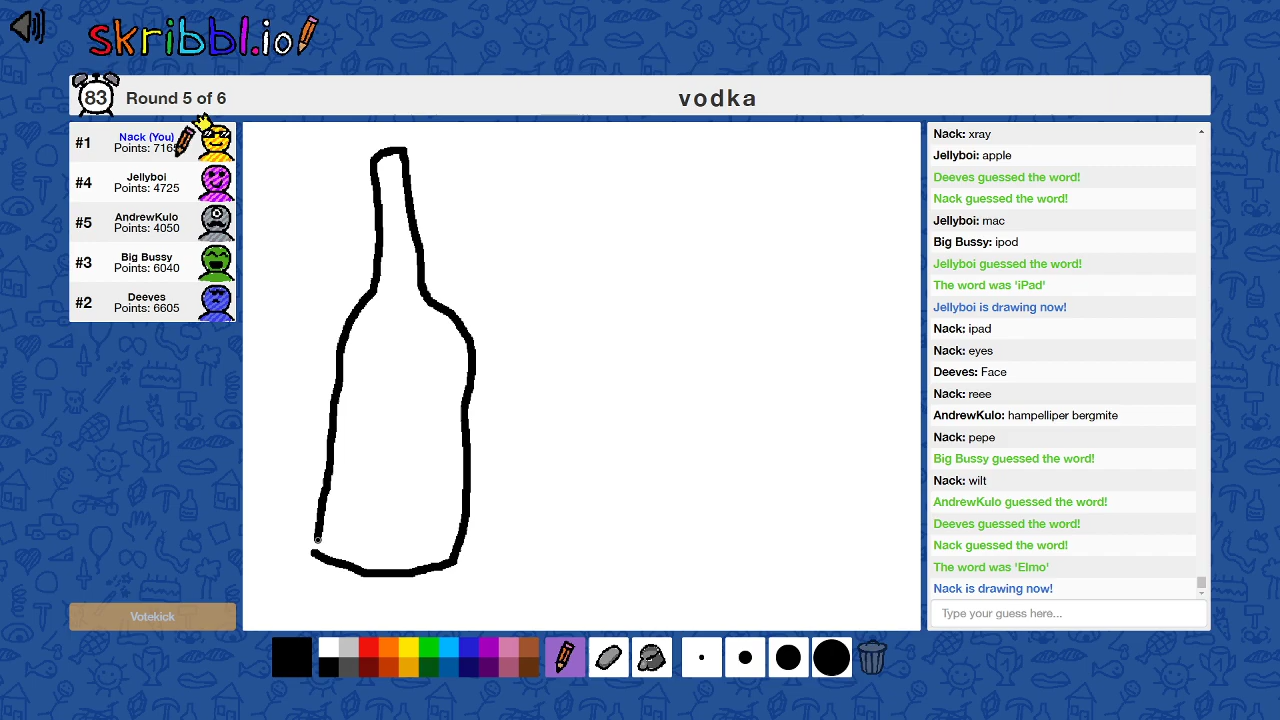 skribbl.io
83
Round 5 of 6
vodka
#1
Nack (You)
Points: 7165
#4
Jellyboi
Points: 4725
#5
AndrewKulo
Points: 4050
#3
Big Bussy
Points: 6040
#2
Deeves
Points: 6605
Votekick
Nack: xray
Jellyboi: apple
Deeves guessed the word!
Nack guessed the word!
Jellyboi: mac
Big Bussy: ipod
Jellyboi guessed the word!
The word was 'iPad'
Jellyboi is drawing now!
Nack: ipad
Nack: eyes
Deeves: Face
Nack: reee
AndrewKulo: hampelliper bergmite
Nack: pepe
Big Bussy guessed the word!
Nack: wilt
AndrewKulo guessed the word!
Deeves guessed the word!
Nack guessed the word!
The word was 'Elmo'
Nack is drawing now!
Type your guess here...